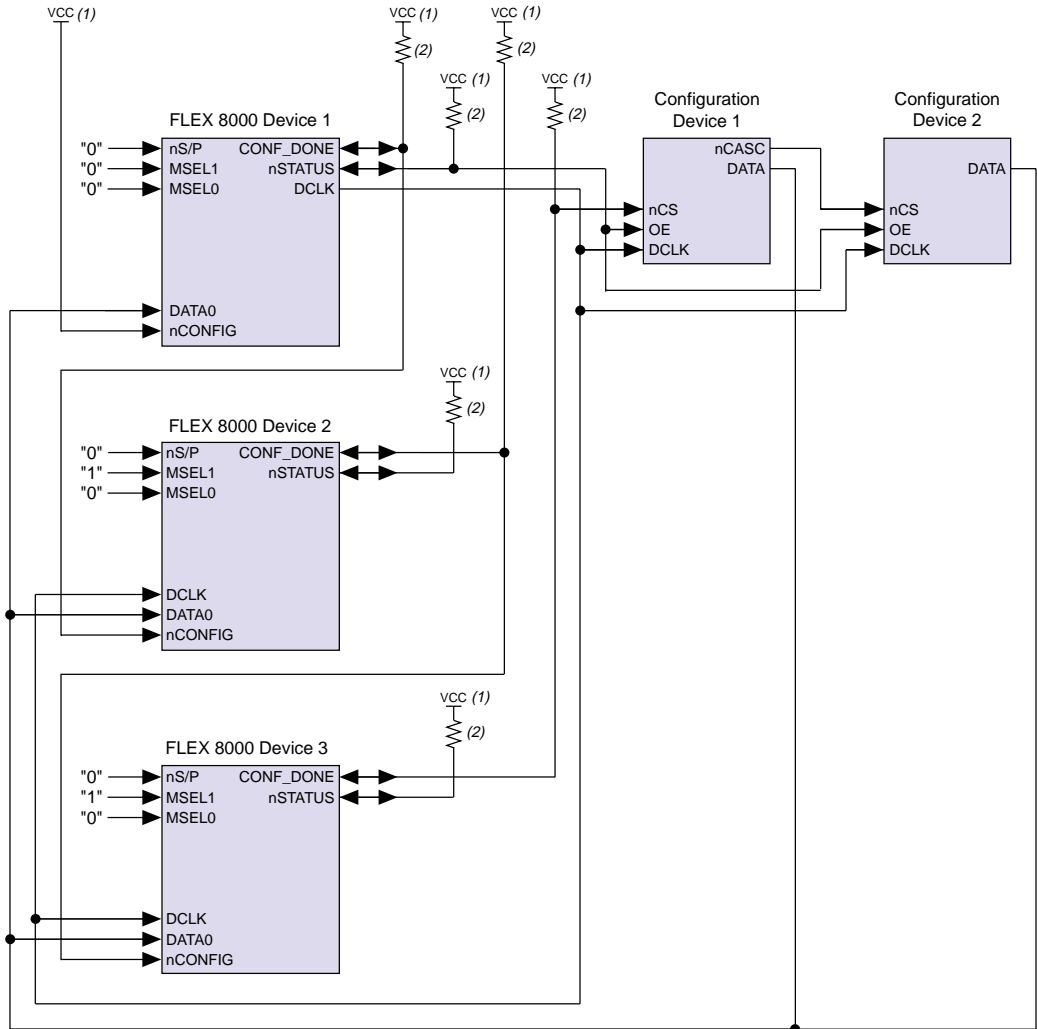 VCC (1)
VCC (1)
VCC (1)
(2)
(2)
VCC (1)
VCC (1)
(2)
(2)
FLEX 8000 Device 1
"0"
nS/P
CONF_DONE
"0"
MSEL1
nSTATUS
"0"
MSEL0
DCLK
DATA0
nCONFIG
Configuration
Device 1
nCASC
DATA
nCS
OE
DCLK
Configuration
Device 2
DATA
nCS
OE
DCLK
VCC (1)
(2)
FLEX 8000 Device 2
"0"
nS/P
CONF_DONE
"1"
MSEL1
nSTATUS
"0"
MSEL0
DCLK
DATA0
nCONFIG
VCC (1)
(2)
FLEX 8000 Device 3
"0"
nS/P
CONF_DONE
"1"
MSEL1
nSTATUS
"0"
MSEL0
DCLK
DATA0
nCONFIG